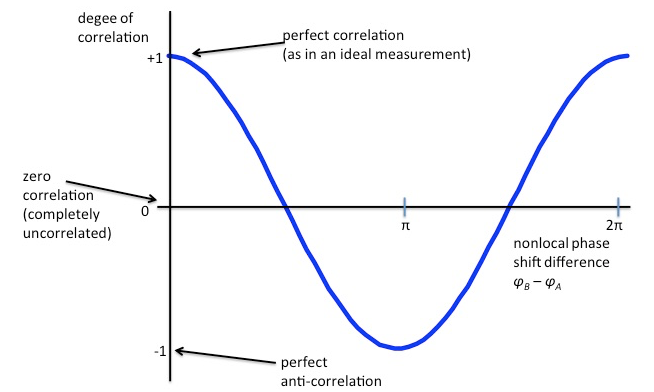 degee of
correlation
perfect correlation
(as in an ideal measurement)
+1
zero
correlation
(completely
uncorrelated)
0
π
2π
nonlocal phase
shift difference
φB – φA
-1
perfect
anti-correlation